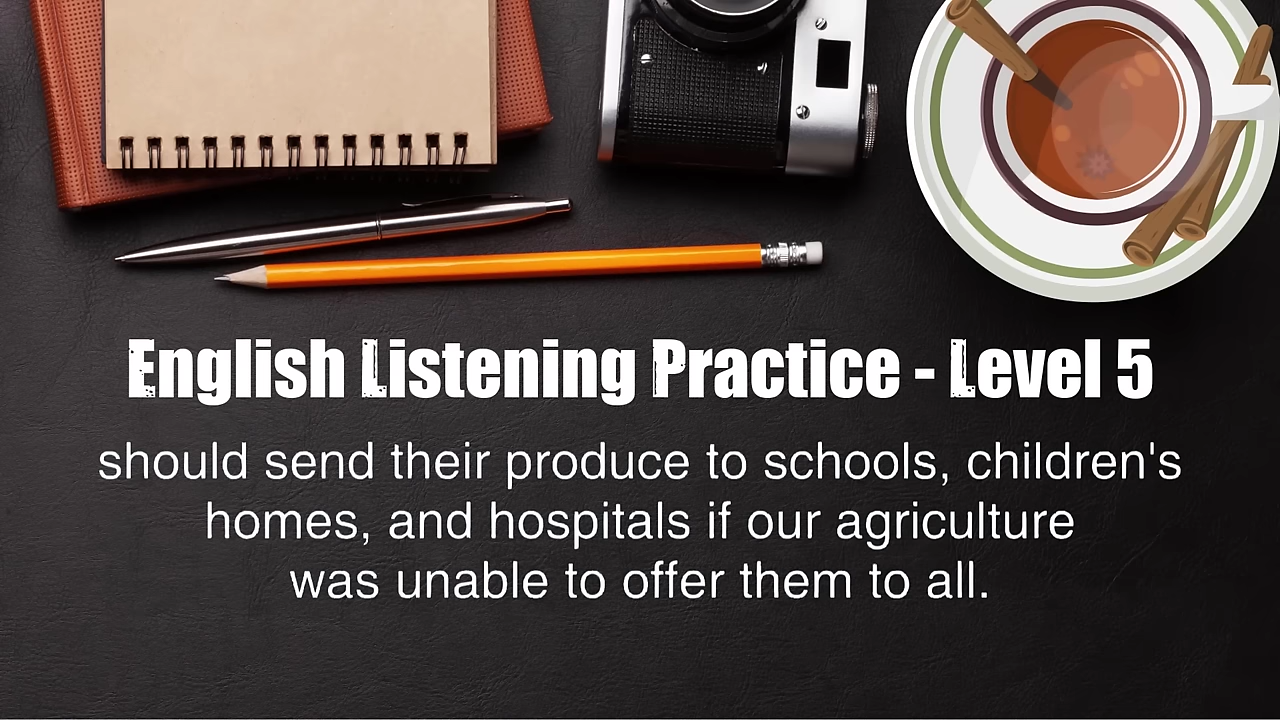 English Listening Practice - Level 5
should send their produce to schools, children's
homes, and hospitals if our agriculture
was unable to offer them to all.